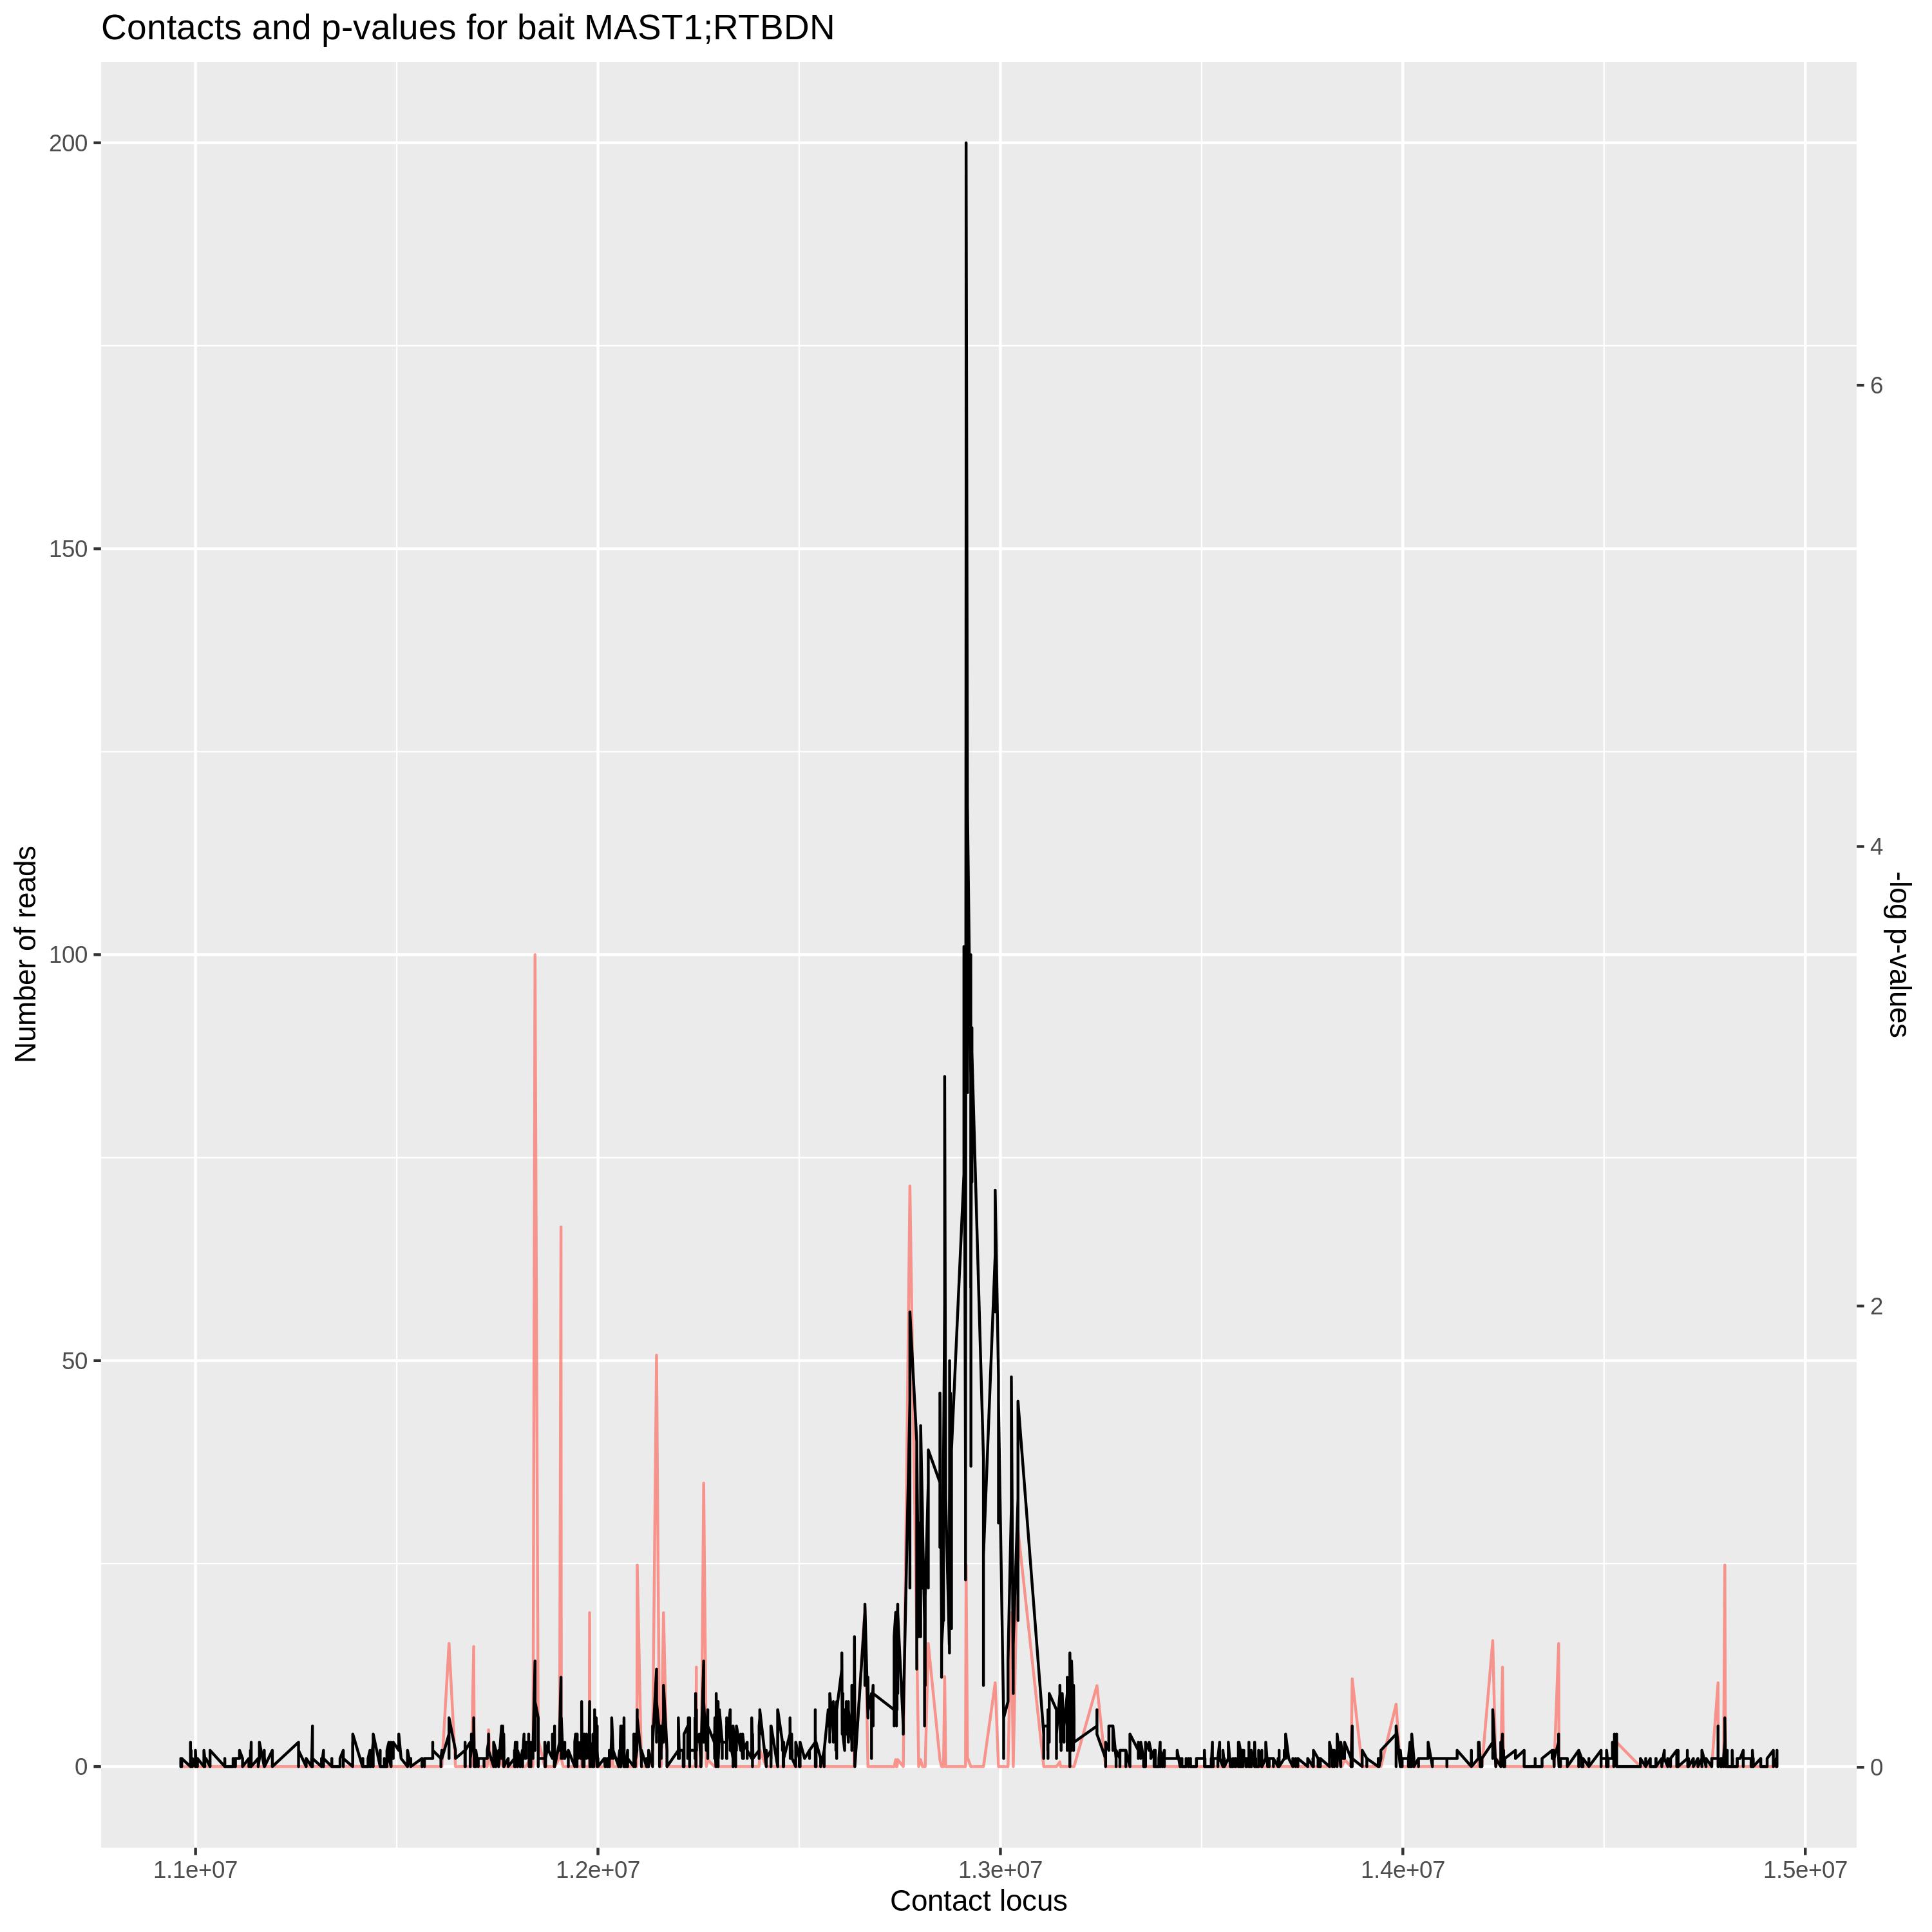 Contacts and p-values for bait MAST1;RTBDN
200
150
100
50
0
Number of reads
6
4
2
0
-log p-values
1.1e+07
1.2e+07
1.3e+07
1.4e+07
1.5e+07
Contact locus